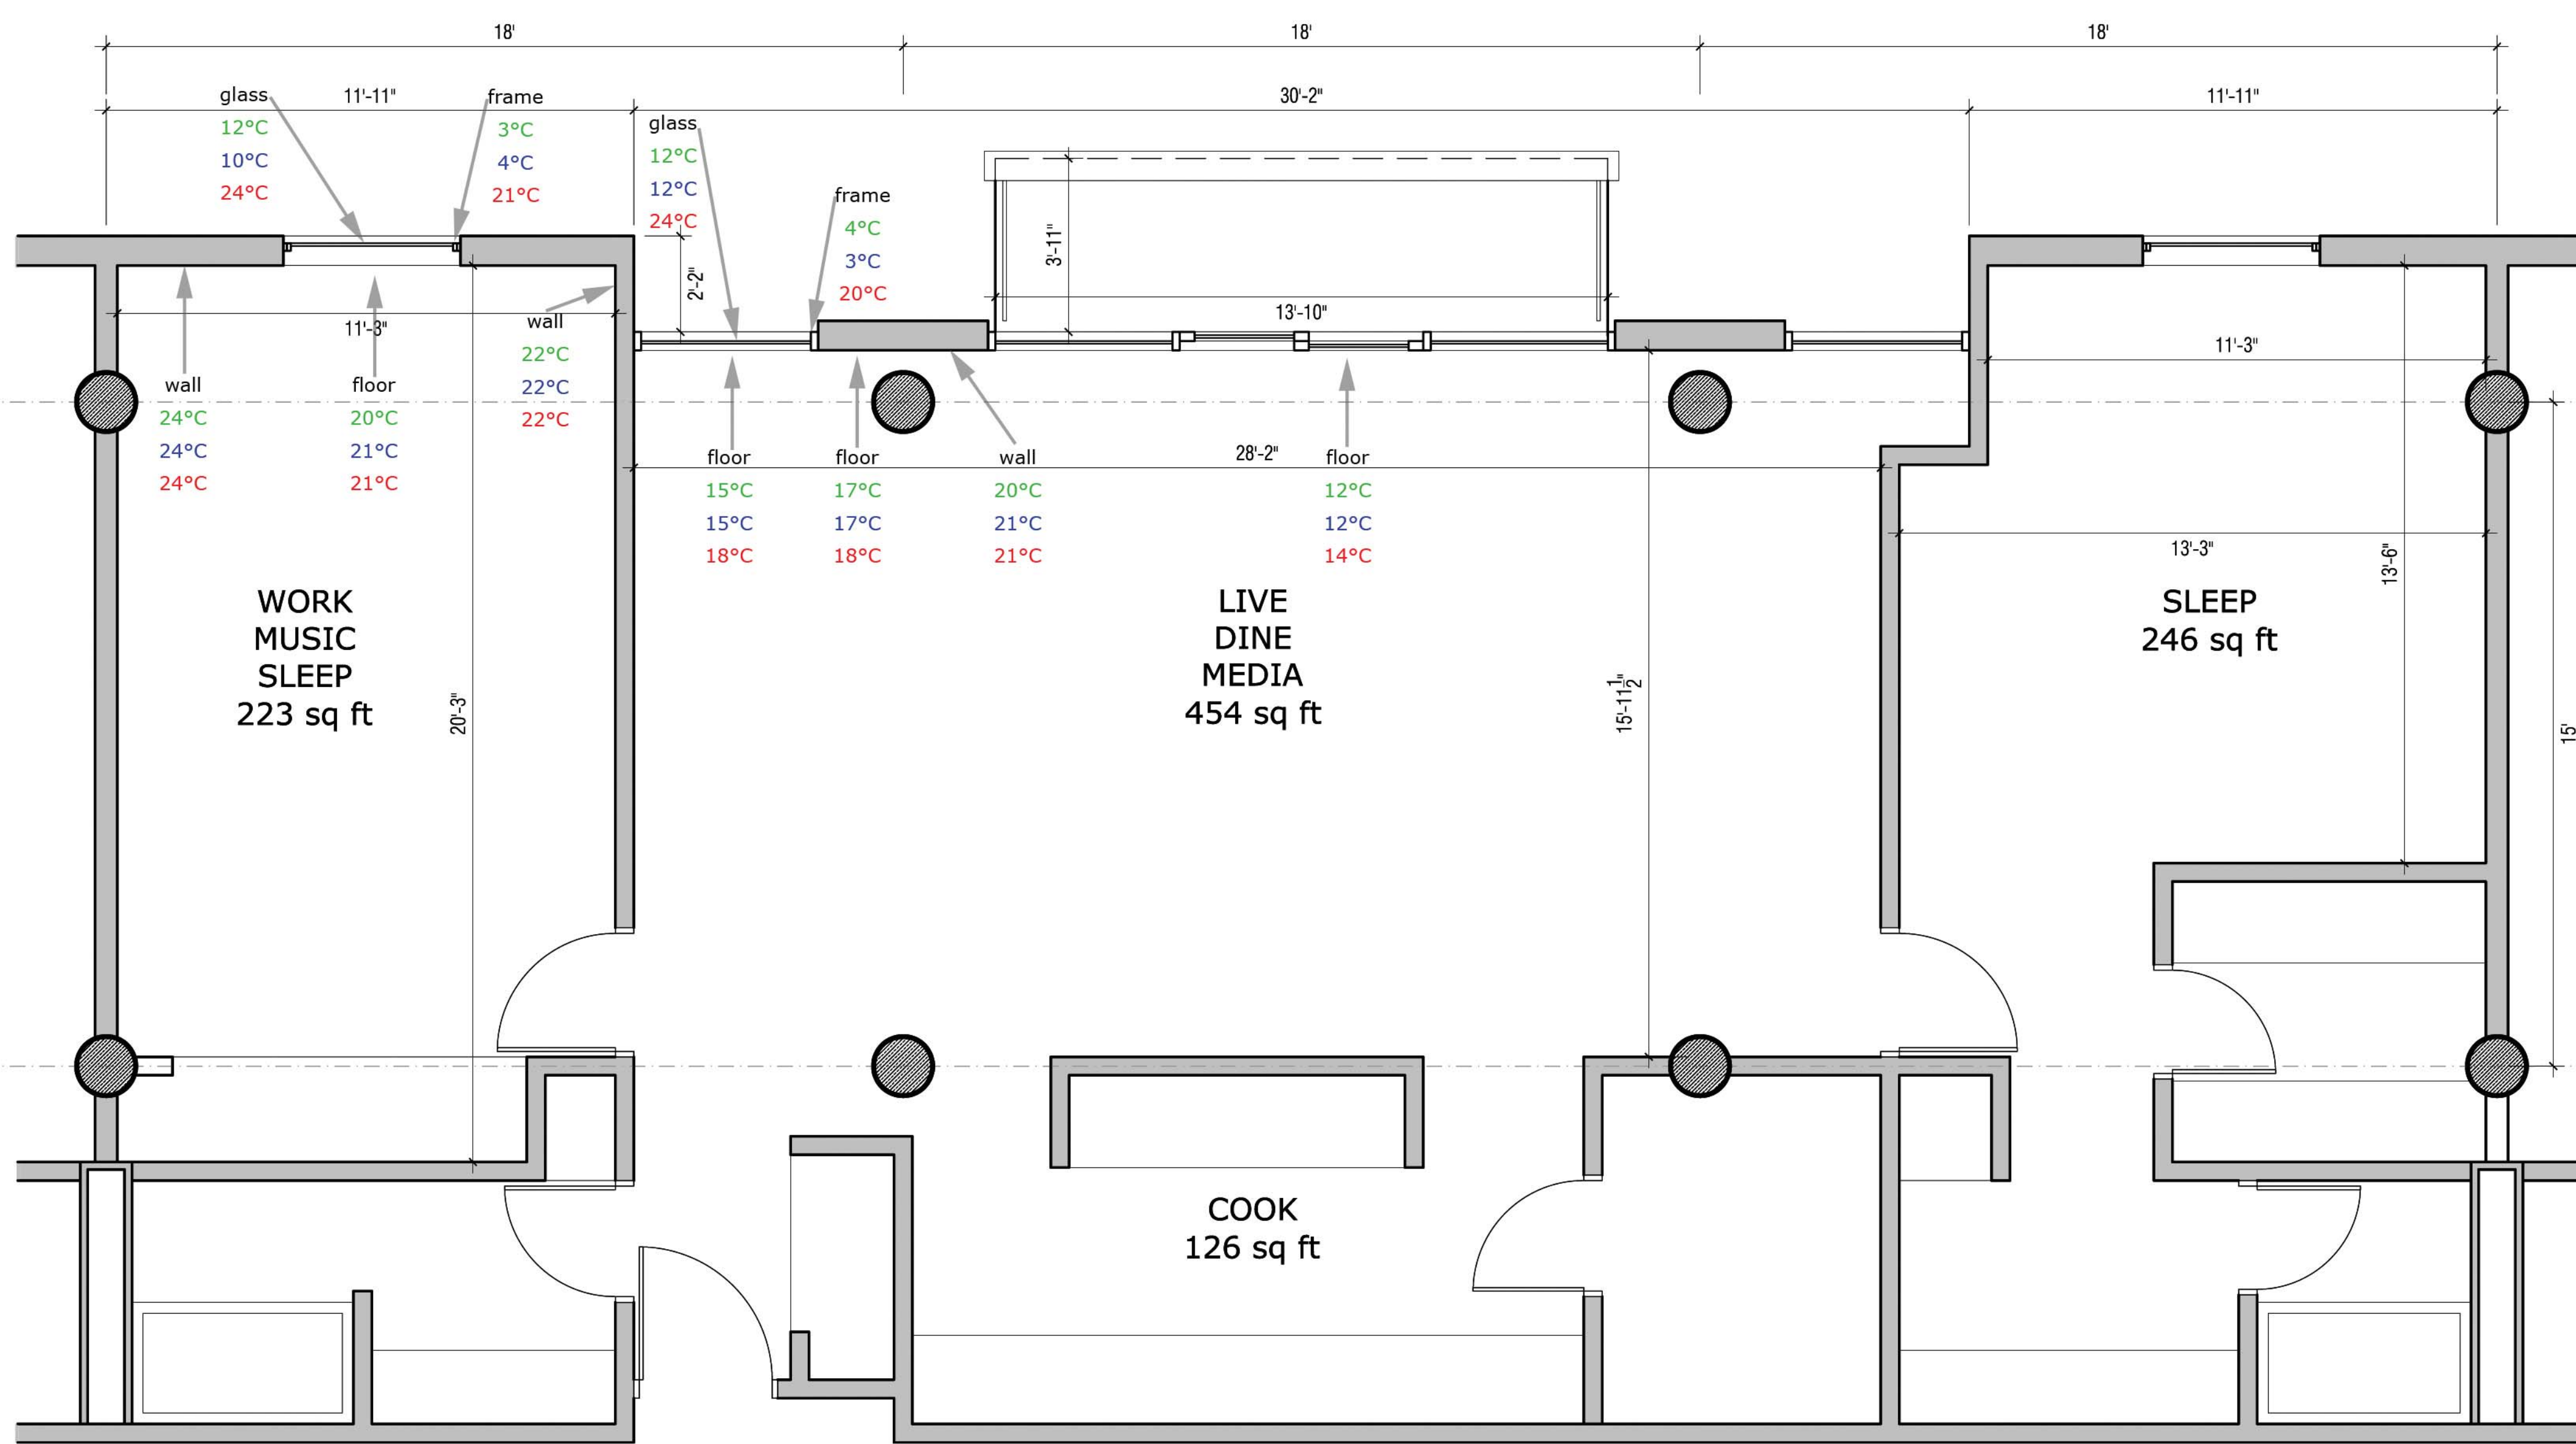 18'
18'
18'
11'-11"
30'-2"
11'-11"
glass
12°C
10°C
24°C
frame
3°C
4°C
21°C
glass
12°C
12°C
24°C
frame
4°C
3°C
20°C
2'-2"
3'-11"
13'-10"
11'-3"
wall
22°C
22°C
22°C
11'-3"
wall
24°C
24°C
24°C
floor
20°C
21°C
21°C
floor
15°C
15°C
18°C
floor
17°C
17°C
18°C
wall
20°C
21°C
21°C
28'-2"
floor
12°C
12°C
14°C
13'-3"
13'-6"
WORK
MUSIC
SLEEP
223 sq ft
20'-3"
LIVE
DINE
MEDIA
454 sq ft
15'-11 1/2"
SLEEP
246 sq ft
15'
COOK
126 sq ft